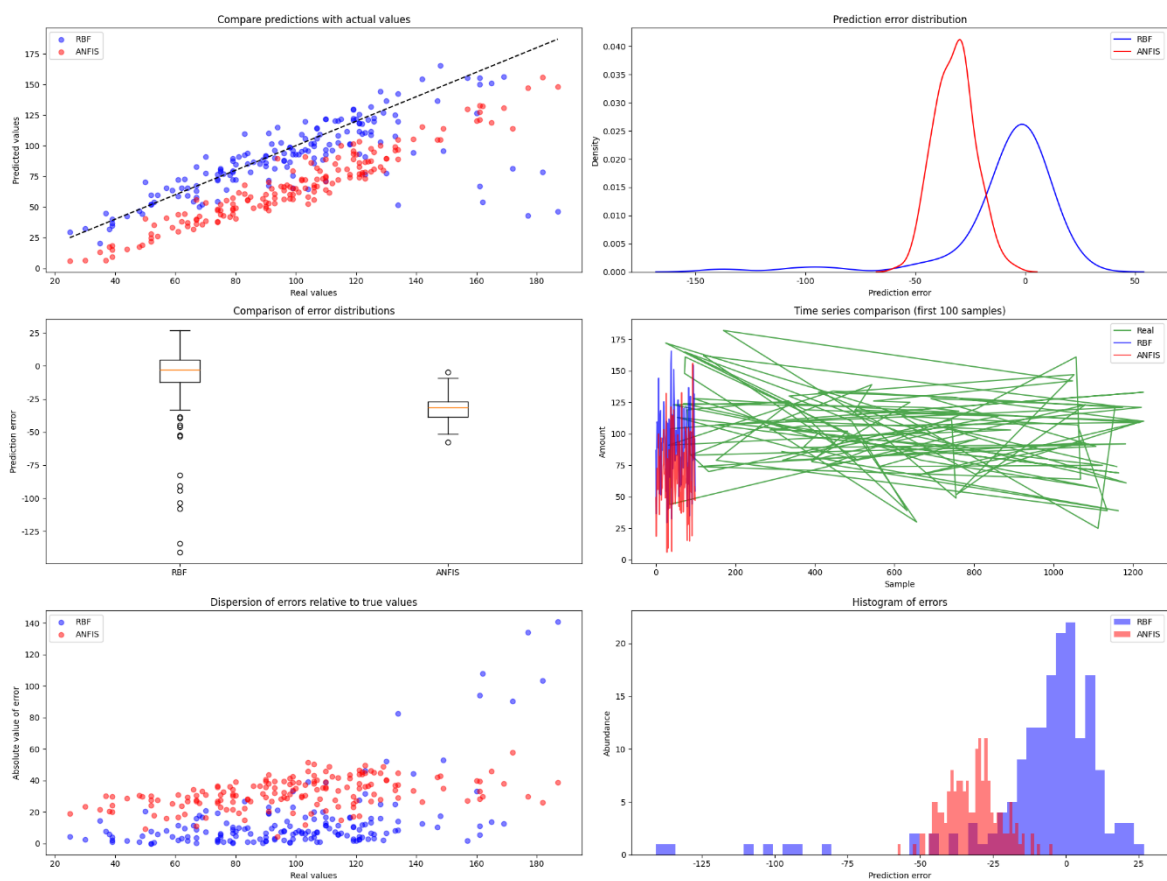 Compare predictions with actual values
RBF
ANFIS
Predicted values
175
150
125
100
75
50
25
0
40
60
80
100
120
140
160
180
Real values
Prediction error distribution
RBF
ANFIS
Density
0.040
0.035
0.030
0.025
0.020
0.015
0.010
0.005
0.000
-150
-100
-50
0
50
Prediction error
Comparison of error distributions
Prediction error
25
0
-25
-50
-75
-100
-125
RBF
ANFIS
Time series comparison (first 100 samples)
Real
RBF
ANFIS
Amount
175
150
125
100
75
50
25
0
0
200
400
600
800
1000
1200
Sample
Dispersion of errors relative to true values
RBF
ANFIS
Absolute value of error
140
120
100
80
60
40
20
0
20
40
60
80
100
120
140
160
180
Real values
Histogram of errors
RBF
ANFIS
Abundance
20
15
10
5
0
-125
-100
-75
-50
-25
0
25
Prediction error